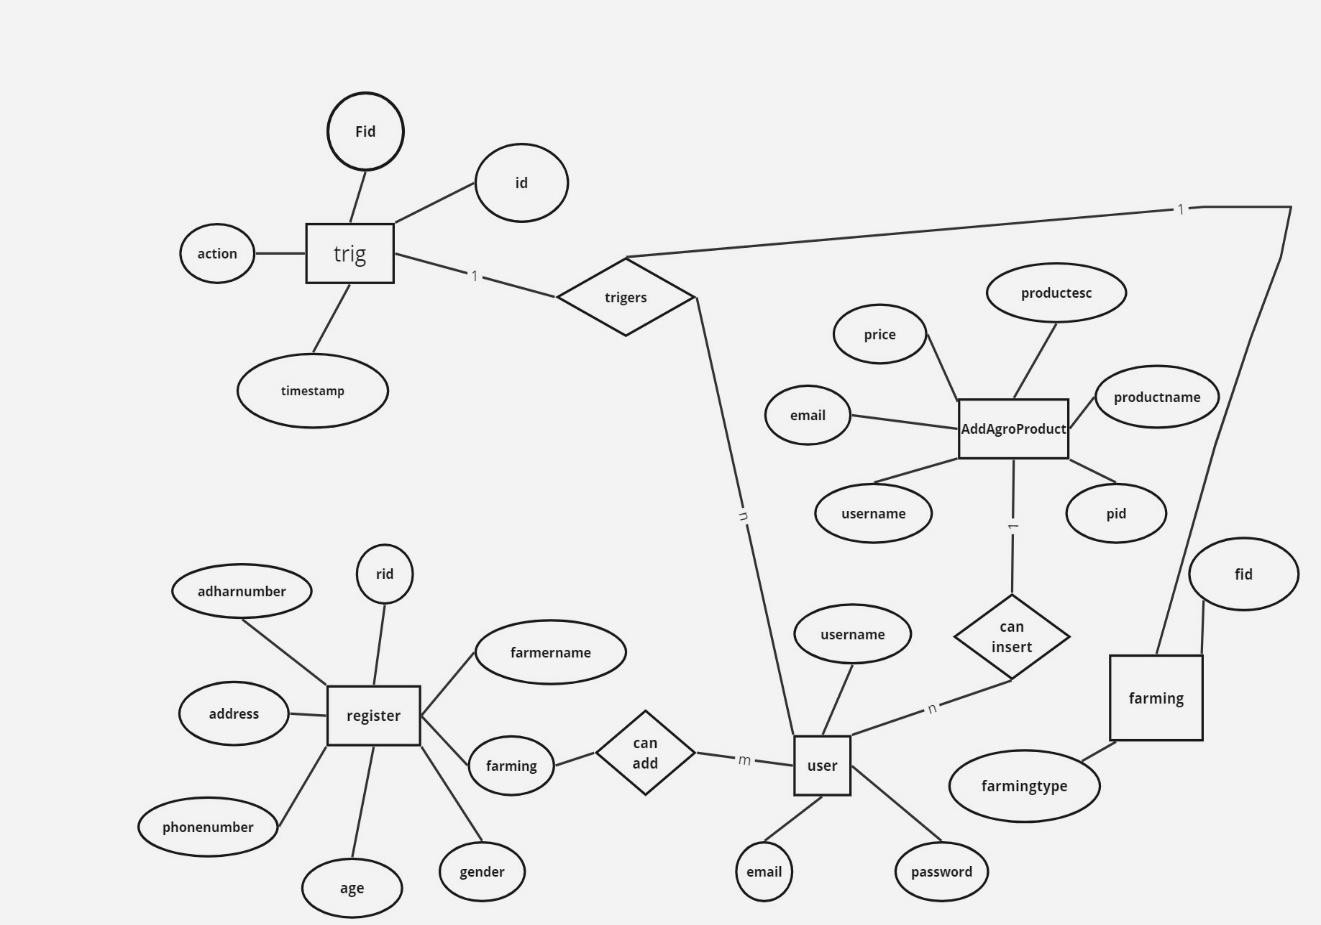 Fid
id
1
action
trig
1
trigers
productesc
price
productname
email
AddAgroProduct
username
pid
n
1
rid
fid
adharnumber
username
can
insert
farmername
farming
address
register
n
can
add
m
user
farming
farmingtype
timestamp
phonenumber
age
gender
email
password